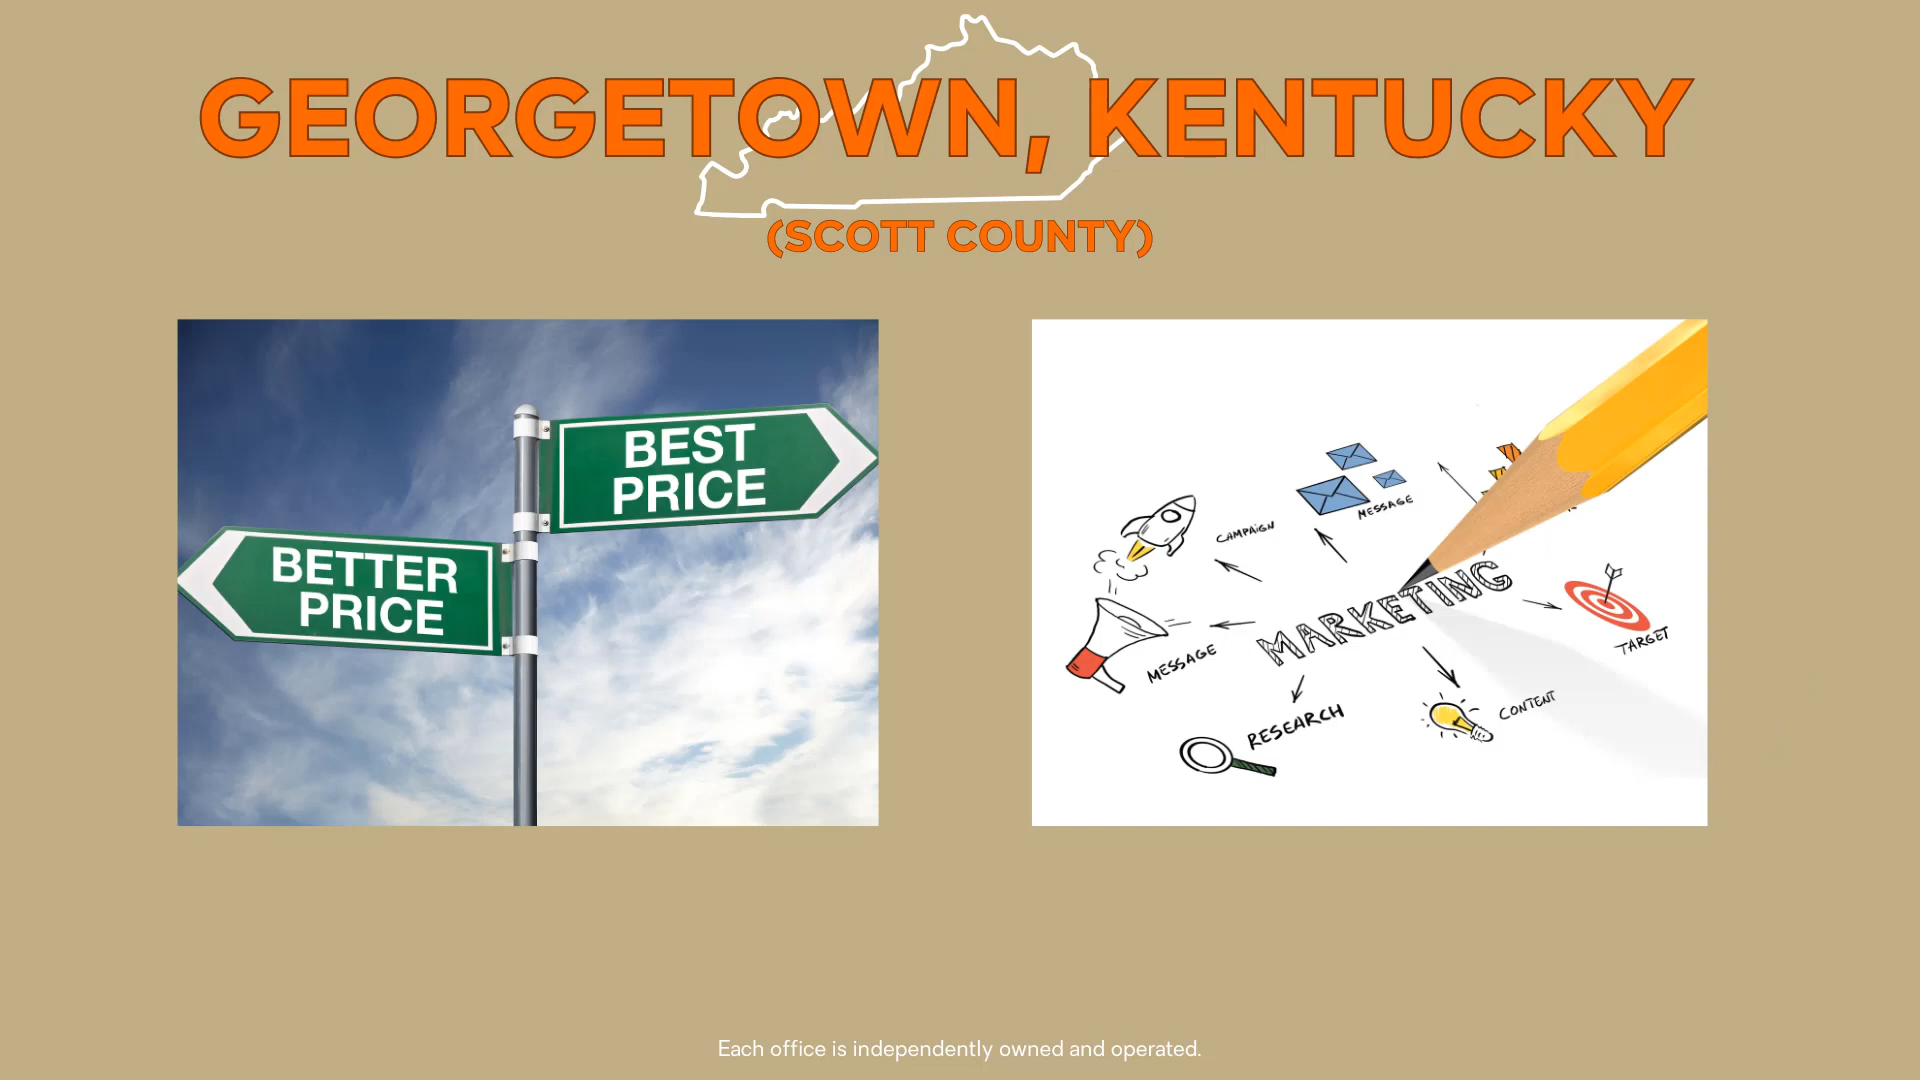 GEORGETOWN, KENTUCKY
(SCOTT COUNTY)
BEST
PRICE
BETTER
PRICE
MESSAGE
CAMPAIGN
MARKETING
MESSAGE
TARGET
RESEARCH
CONTENT
Each office is independently owned and operated.